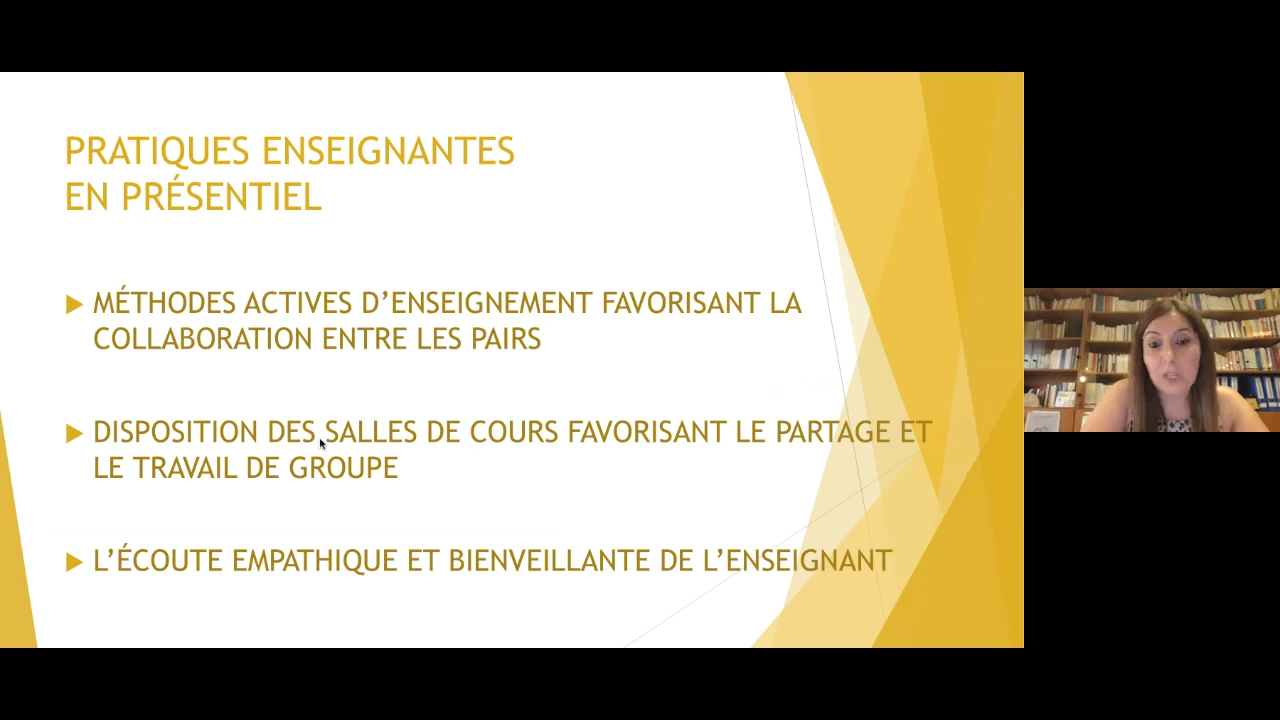 PRATIQUES ENSEIGNANTES
EN PRÉSENTIEL
MÉTHODES ACTIVES D’ENSEIGNEMENT FAVORISANT LA
COLLABORATION ENTRE LES PAIRS
DISPOSITION DES SALLES DE COURS FAVORISANT LE PARTAGE ET
LE TRAVAIL DE GROUPE
L’ÉCOUTE EMPATHIQUE ET BIENVEILLANTE DE L’ENSEIGNANT